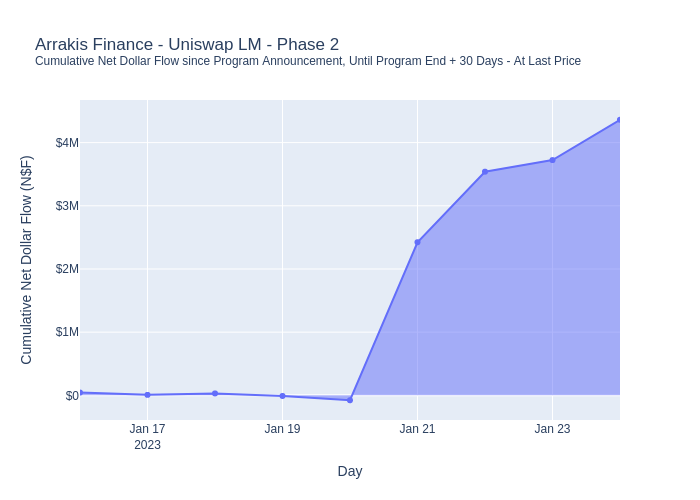 Arrakis Finance - Uniswap LM - Phase 2
Cumulative Net Dollar Flow since Program Announcement, Until Program End + 30 Days - At Last Price
Cumulative Net Dollar Flow (N$F)
$4M
$3M
$2M
$1M
$0
Jan 17
2023
Jan 19
Jan 21
Jan 23
Day